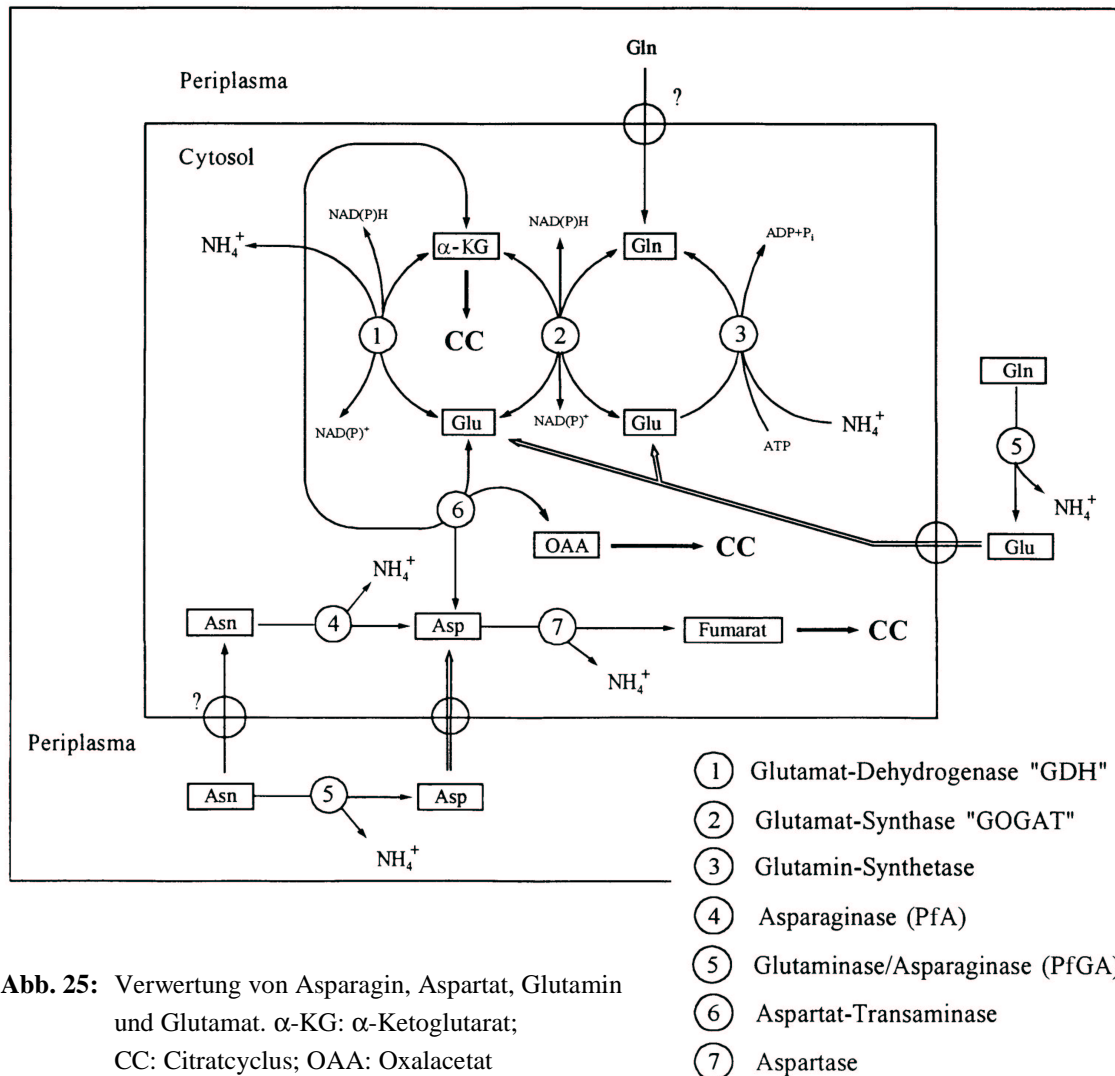 Gln
Periplasma
?
Cytosol
NAD(P)H
NAD(P)H
ADP+Pᵢ
NH₄⁺
α-KG
Gln
CC
1
2
3
Gln
NAD(P)⁺
Glu
NAD(P)⁺
Glu
ATP
NH₄⁺
5
NH₄⁺
6
OAA
CC
Glu
NH₄⁺
Asn
4
Asp
7
Fumarat
CC
NH₄⁺
?
Periplasma
Asn
5
Asp
NH₄⁺
1 Glutamat-Dehydrogenase "GDH"
2 Glutamat-Synthase "GOGAT"
3 Glutamin-Synthetase
4 Asparaginase (PfA)
5 Glutaminase/Asparaginase (PfGA)
6 Aspartat-Transaminase
7 Aspartase
Abb. 25: Verwertung von Asparagin, Aspartat, Glutamin
und Glutamat. α-KG: α-Ketoglutarat;
CC: Citratcyclus; OAA: Oxalacetat